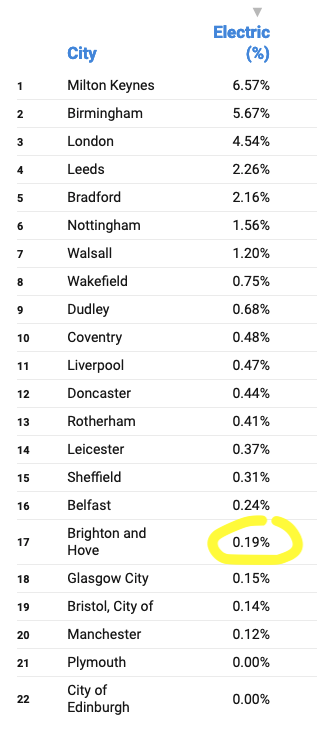 City Electric (%)
1 Milton Keynes 6.57%
2 Birmingham 5.67%
3 London 4.54%
4 Leeds 2.26%
5 Bradford 2.16%
6 Nottingham 1.56%
7 Walsall 1.20%
8 Wakefield 0.75%
9 Dudley 0.68%
10 Coventry 0.48%
11 Liverpool 0.47%
12 Doncaster 0.44%
13 Rotherham 0.41%
14 Leicester 0.37%
15 Sheffield 0.31%
16 Belfast 0.24%
17 Brighton and Hove 0.19%
18 Glasgow City 0.15%
19 Bristol, City of 0.14%
20 Manchester 0.12%
21 Plymouth 0.00%
22 City of Edinburgh 0.00%